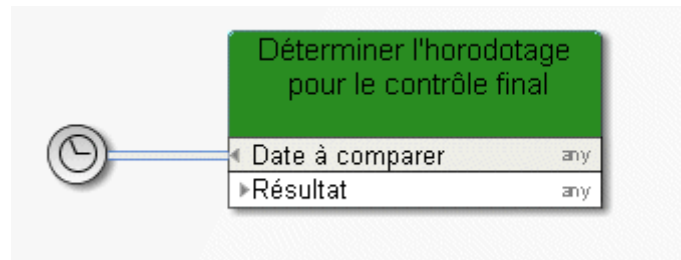 Déterminer l'horodotage
pour le contrôle final
Date à comparer any
Résultat any